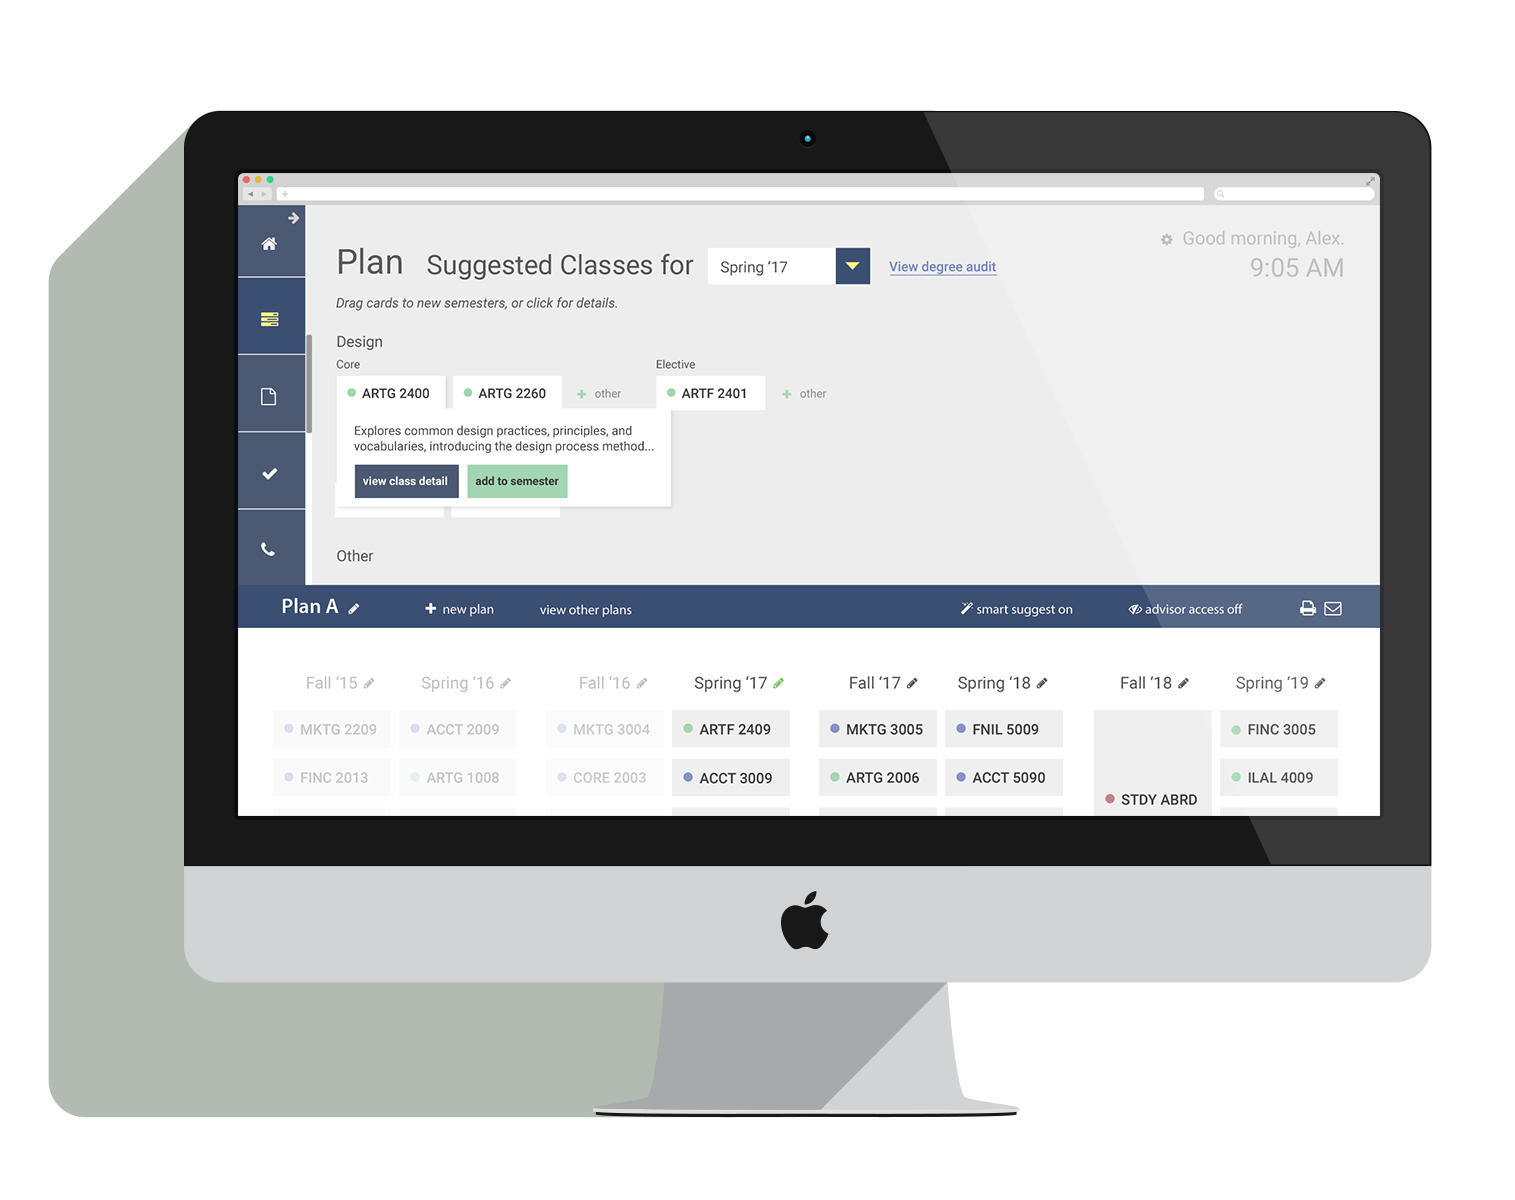 Good morning, Alex.
9:05 AM
Plan Suggested Classes for Spring ‘17 View degree audit
Drag cards to new semesters, or click for details.
Design
Core Elective
ARTG 2400 ARTG 2260 + other ARTF 2401 + other
Explores common design practices, principles, and
vocabularies, introducing the design process method...
view class detail add to semester
Other
Plan A + new plan view other plans smart suggest on advisor access off
Fall ‘15 Spring ‘16 Fall ‘16 Spring ‘17 Fall ‘17 Spring ‘18 Fall ‘18 Spring ‘19
MKTG 2209 ACCT 2009 MKTG 3004 ARTF 2409 MKTG 3005 FNIL 5009 FINC 3005
FINC 2013 ARTG 1008 CORE 2003 ACCT 3009 ARTG 2006 ACCT 5090 ILAL 4009
STDY ABRD